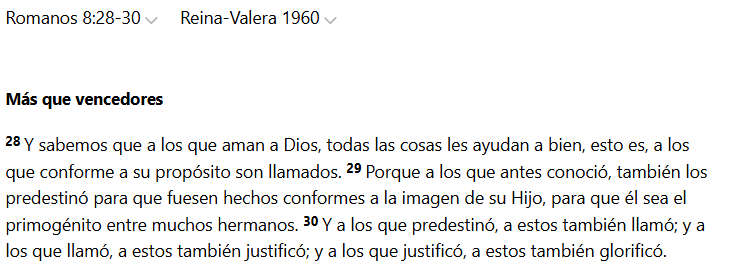 Romanos 8:28-30 Reina-Valera 1960
Más que vencedores
28 Y sabemos que a los que aman a Dios, todas las cosas les ayudan a bien, esto es, a los
que conforme a su propósito son llamados. 29 Porque a los que antes conoció, también los
predestinó para que fuesen hechos conformes a la imagen de su Hijo, para que él sea el
primogénito entre muchos hermanos. 30 Y a los que predestinó, a estos también llamó; y a
los que llamó, a estos también justificó; y a los que justificó, a estos también glorificó.